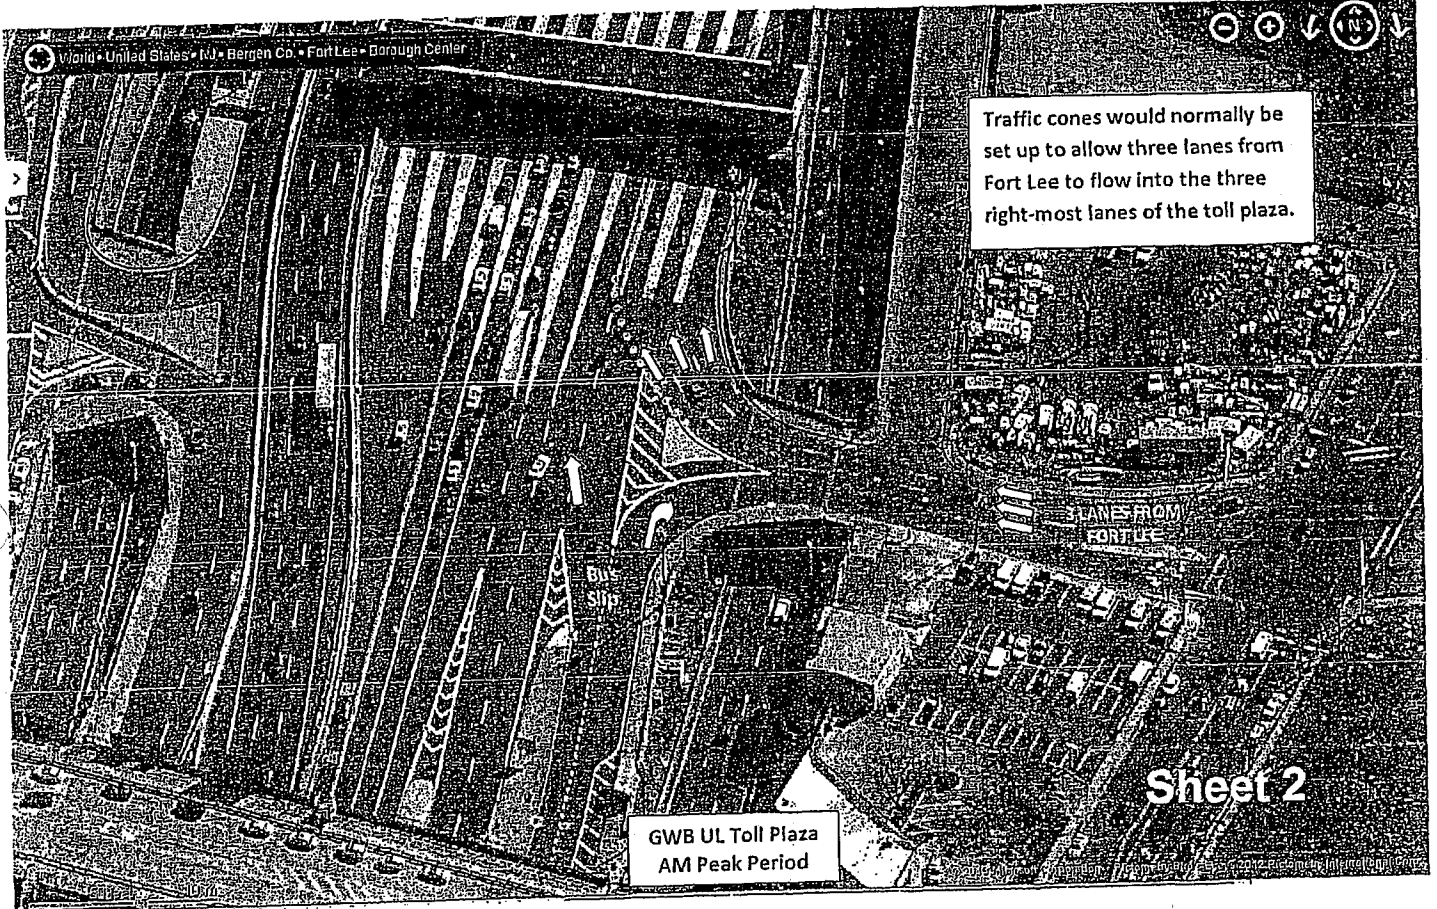 World • United States • NJ • Bergen Co. • Fort Lee • Borough Center
N
Traffic cones would normally be
set up to allow three lanes from
Fort Lee to flow into the three
right-most lanes of the toll plaza.
3 LANES FROM
FORT LEE
Bus
Slip
Sheet 2
GWB UL Toll Plaza
AM Peak Period